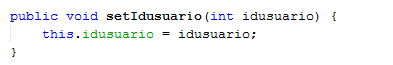 public void setIdusuario(int idusuario) {
    this.idusuario = idusuario;
}